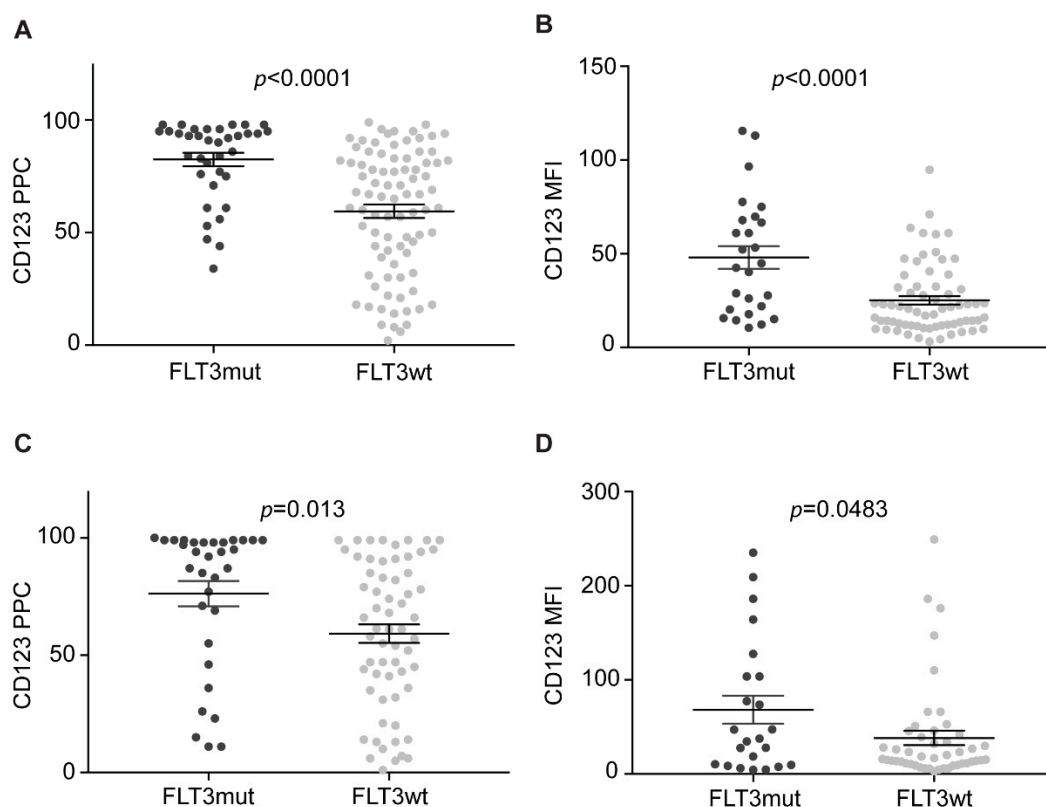 A
p<0.0001
CD123 PPC
100
50
0
FLT3mut
FLT3wt
B
p<0.0001
CD123 MFI
150
100
50
0
FLT3mut
FLT3wt
C
p=0.013
CD123 PPC
100
50
0
FLT3mut
FLT3wt
D
p=0.0483
CD123 MFI
300
200
100
0
FLT3mut
FLT3wt